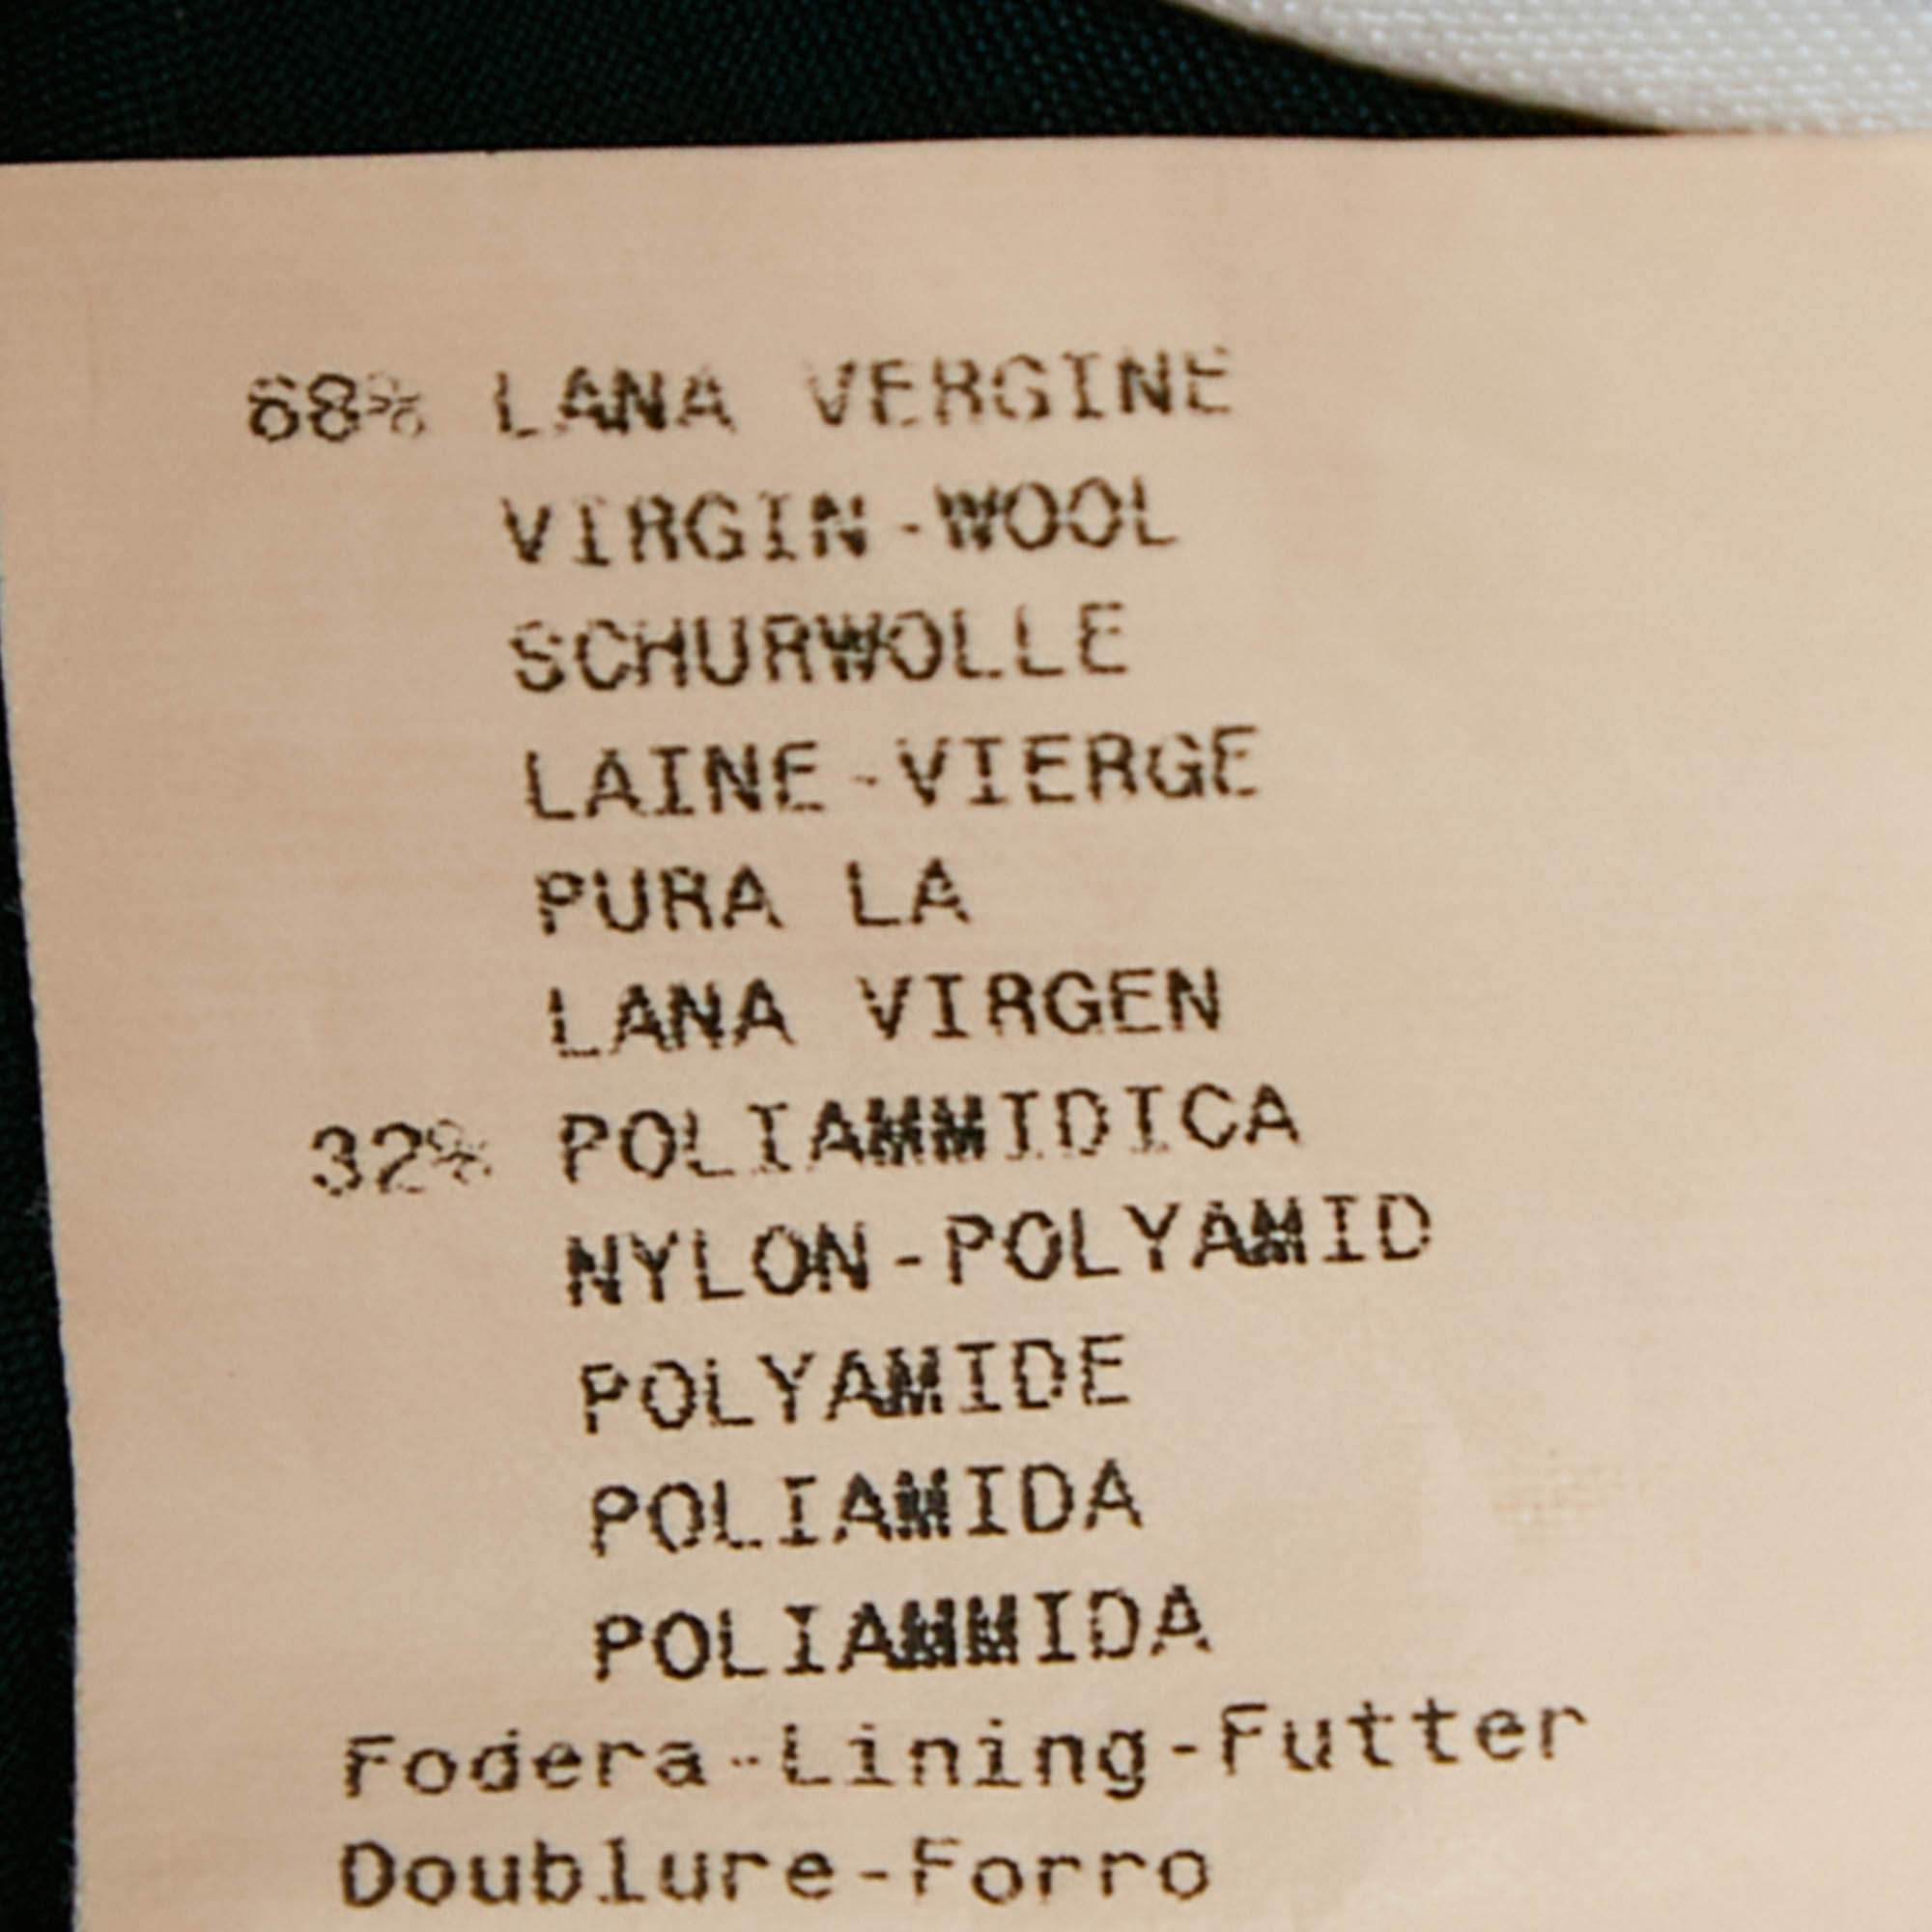 68% LANA VERGINE
VIRGIN-WOOL
SCHURWOLLE
LAINE-VIERGE
PURA LA
LANA VIRGEN
32% POLIAMMIDICA
NYLON-POLYAMID
POLYAMIDE
POLIAMIDA
POLIAMMIDA
Fodera-Lining-Futter
Doublure-Forro